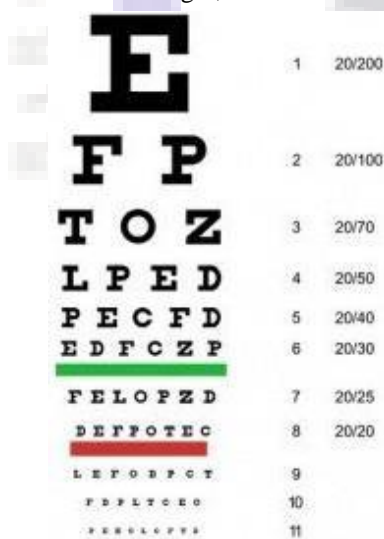 E 1 20/200
F P 2 20/100
T O Z 3 20/70
L P E D 4 20/50
P E C F D 5 20/40
E D F C Z P 6 20/30
F E L O P Z D 7 20/25
D E F P O T E C 8 20/20
L E F O D P C T 9
F D P L T C E O 10
11